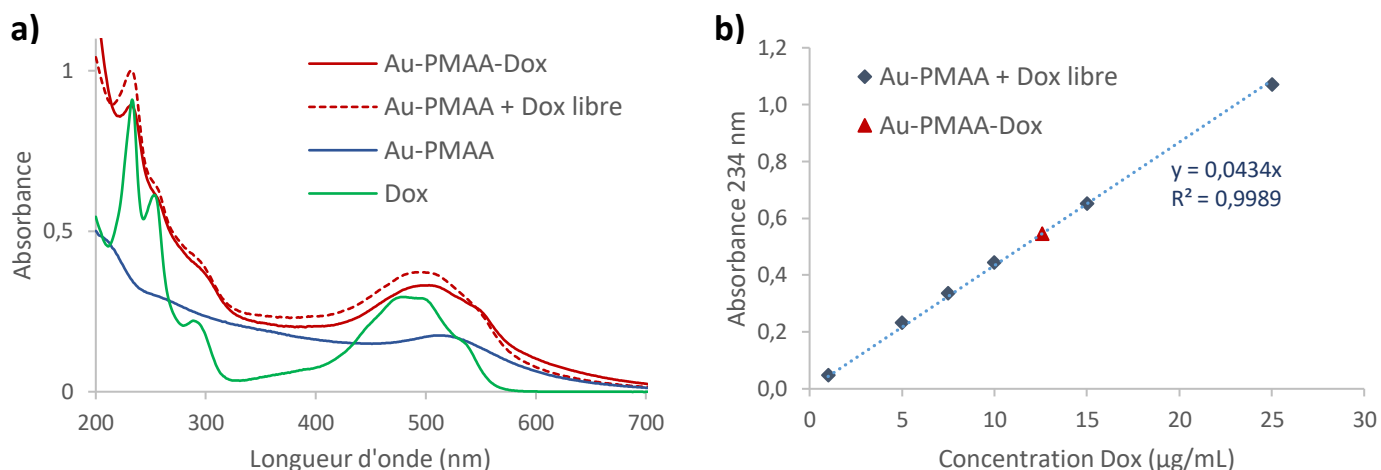 a)
1
0,5
0
Absorbance
200
300
400
500
600
700
Longueur d'onde (nm)
Au-PMAA-Dox
Au-PMAA + Dox libre
Au-PMAA
Dox
b)
1,2
1,0
0,8
0,6
0,4
0,2
0,0
Absorbance 234 nm
0
5
10
15
20
25
30
Concentration Dox (µg/mL)
Au-PMAA + Dox libre
Au-PMAA-Dox
y = 0,0434x
R² = 0,9989